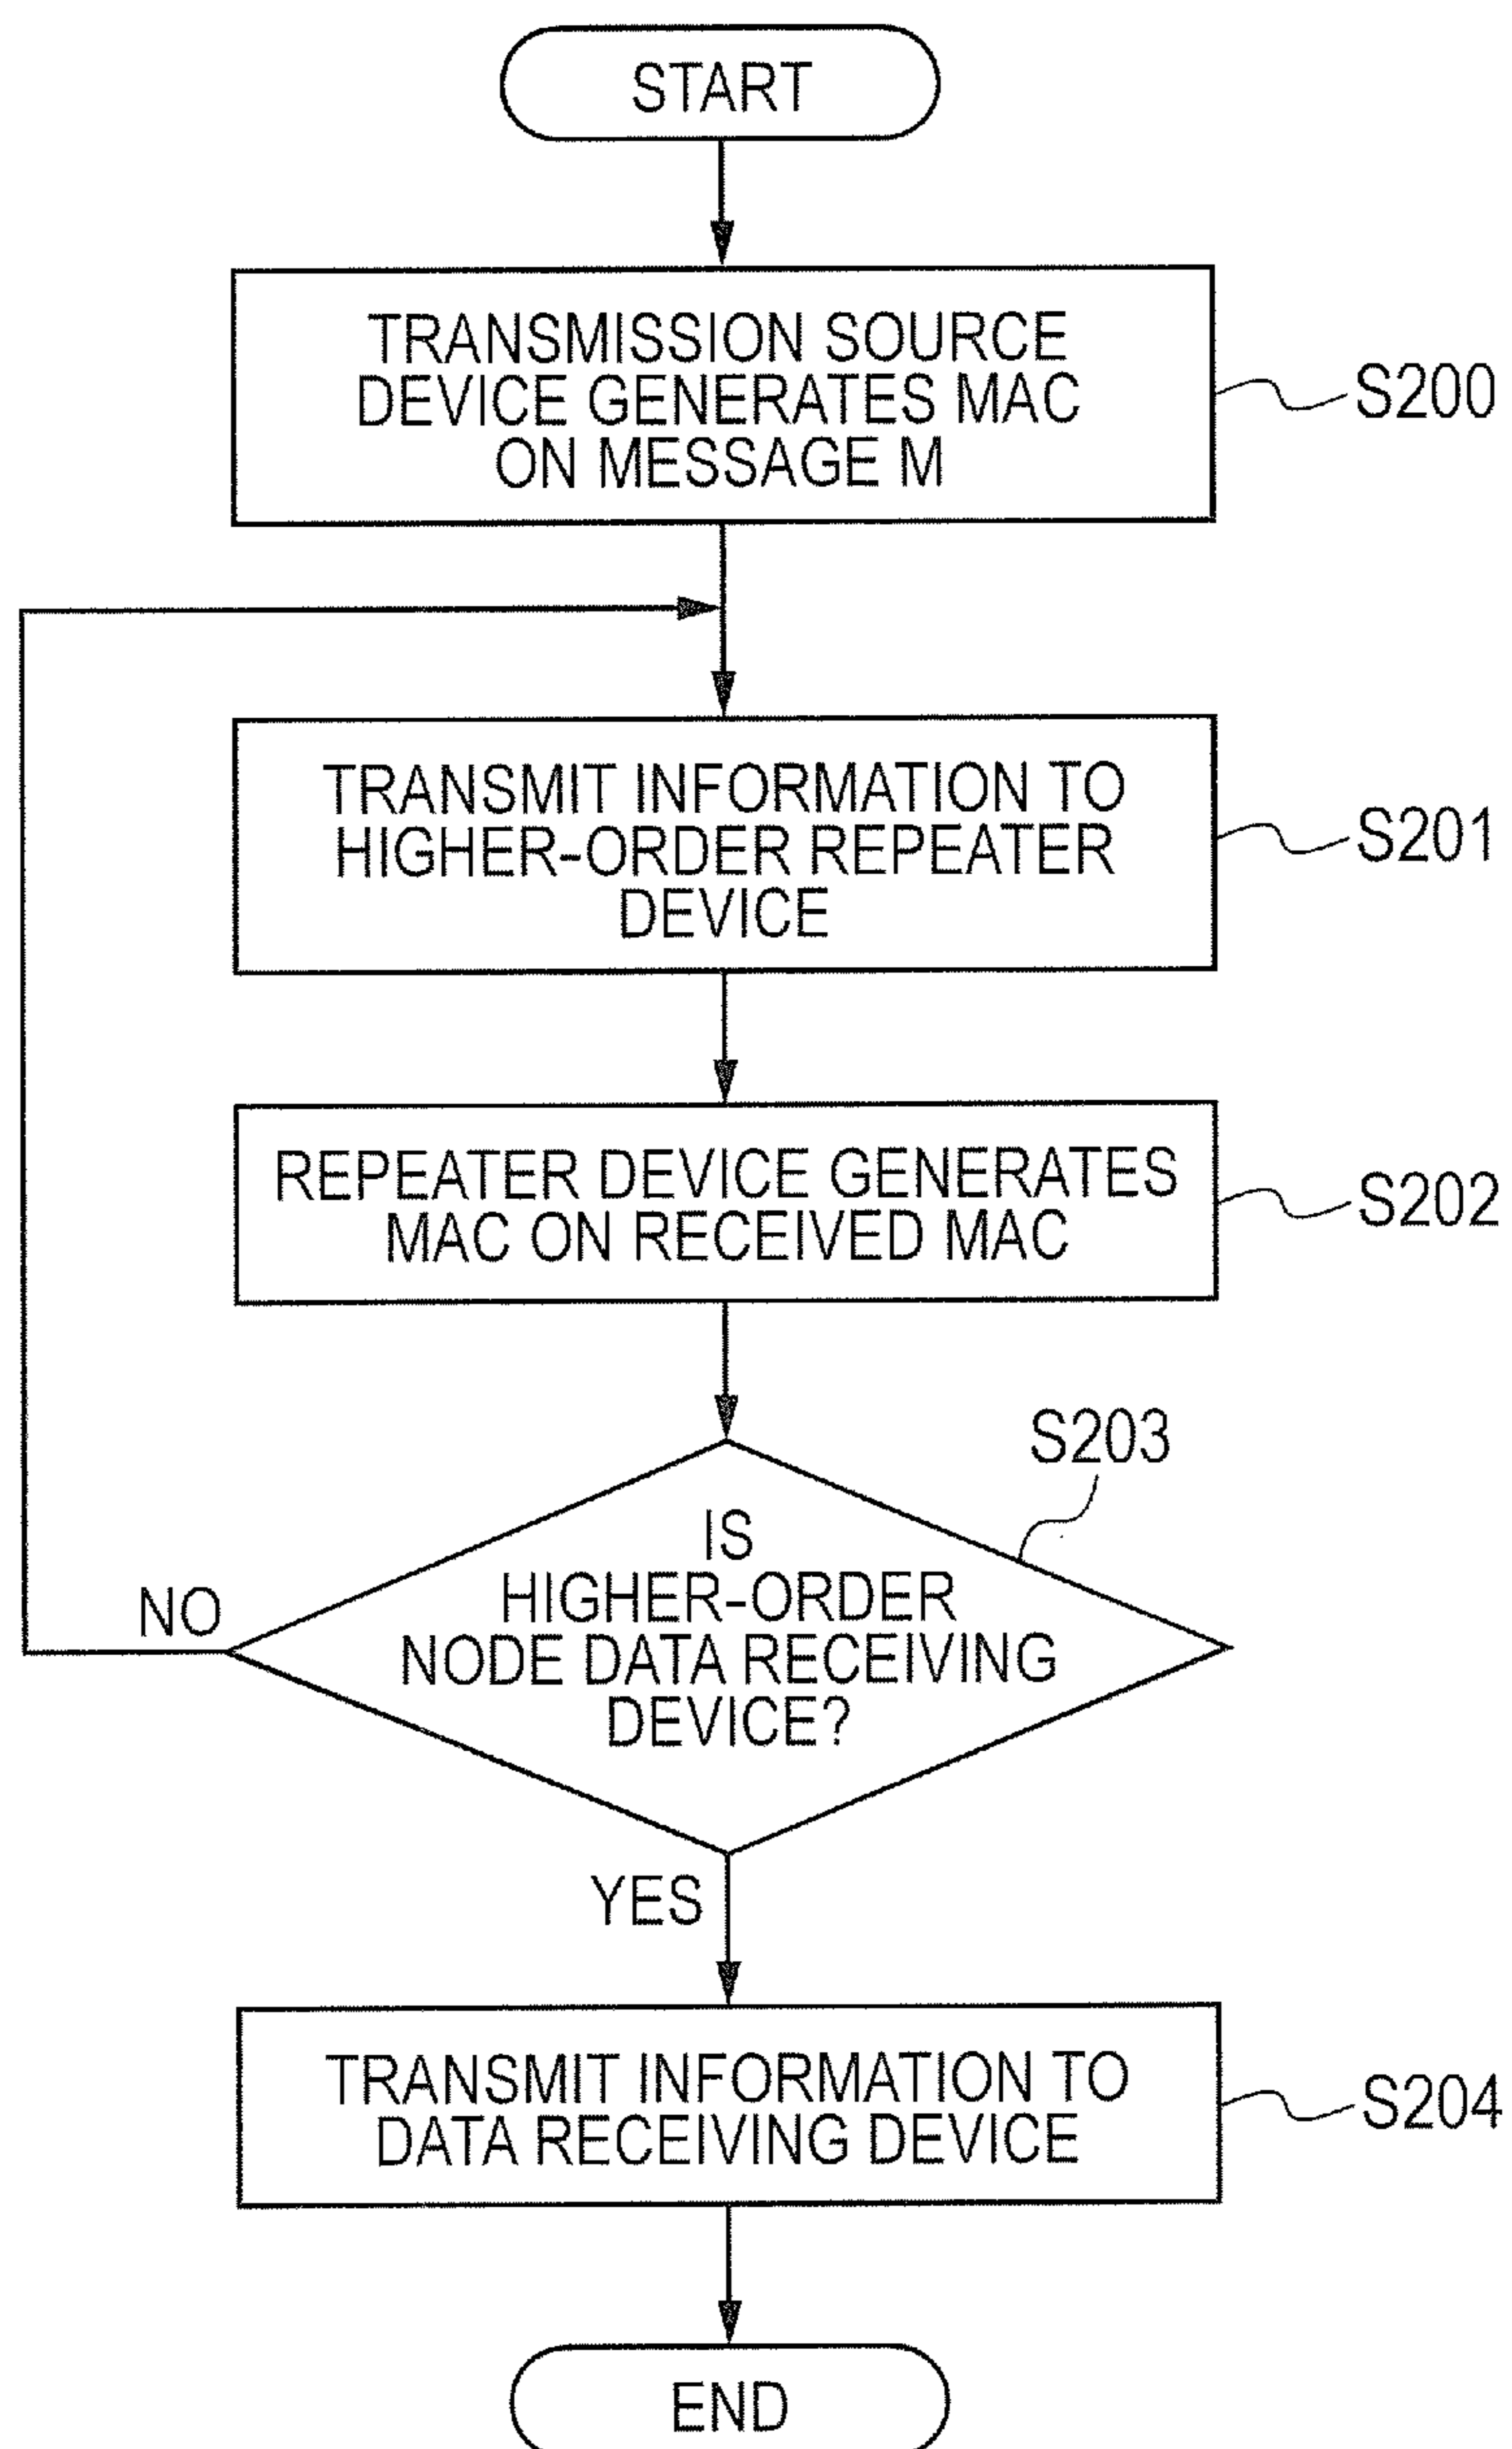 START
TRANSMISSION SOURCE
DEVICE GENERATES MAC
ON MESSAGE M
S200
TRANSMIT INFORMATION TO
HIGHER-ORDER REPEATER
DEVICE
S201
REPEATER DEVICE GENERATES
MAC ON RECEIVED MAC
S202
S203
IS
HIGHER-ORDER
NODE DATA RECEIVING
DEVICE?
NO
YES
TRANSMIT INFORMATION TO
DATA RECEIVING DEVICE
S204
END